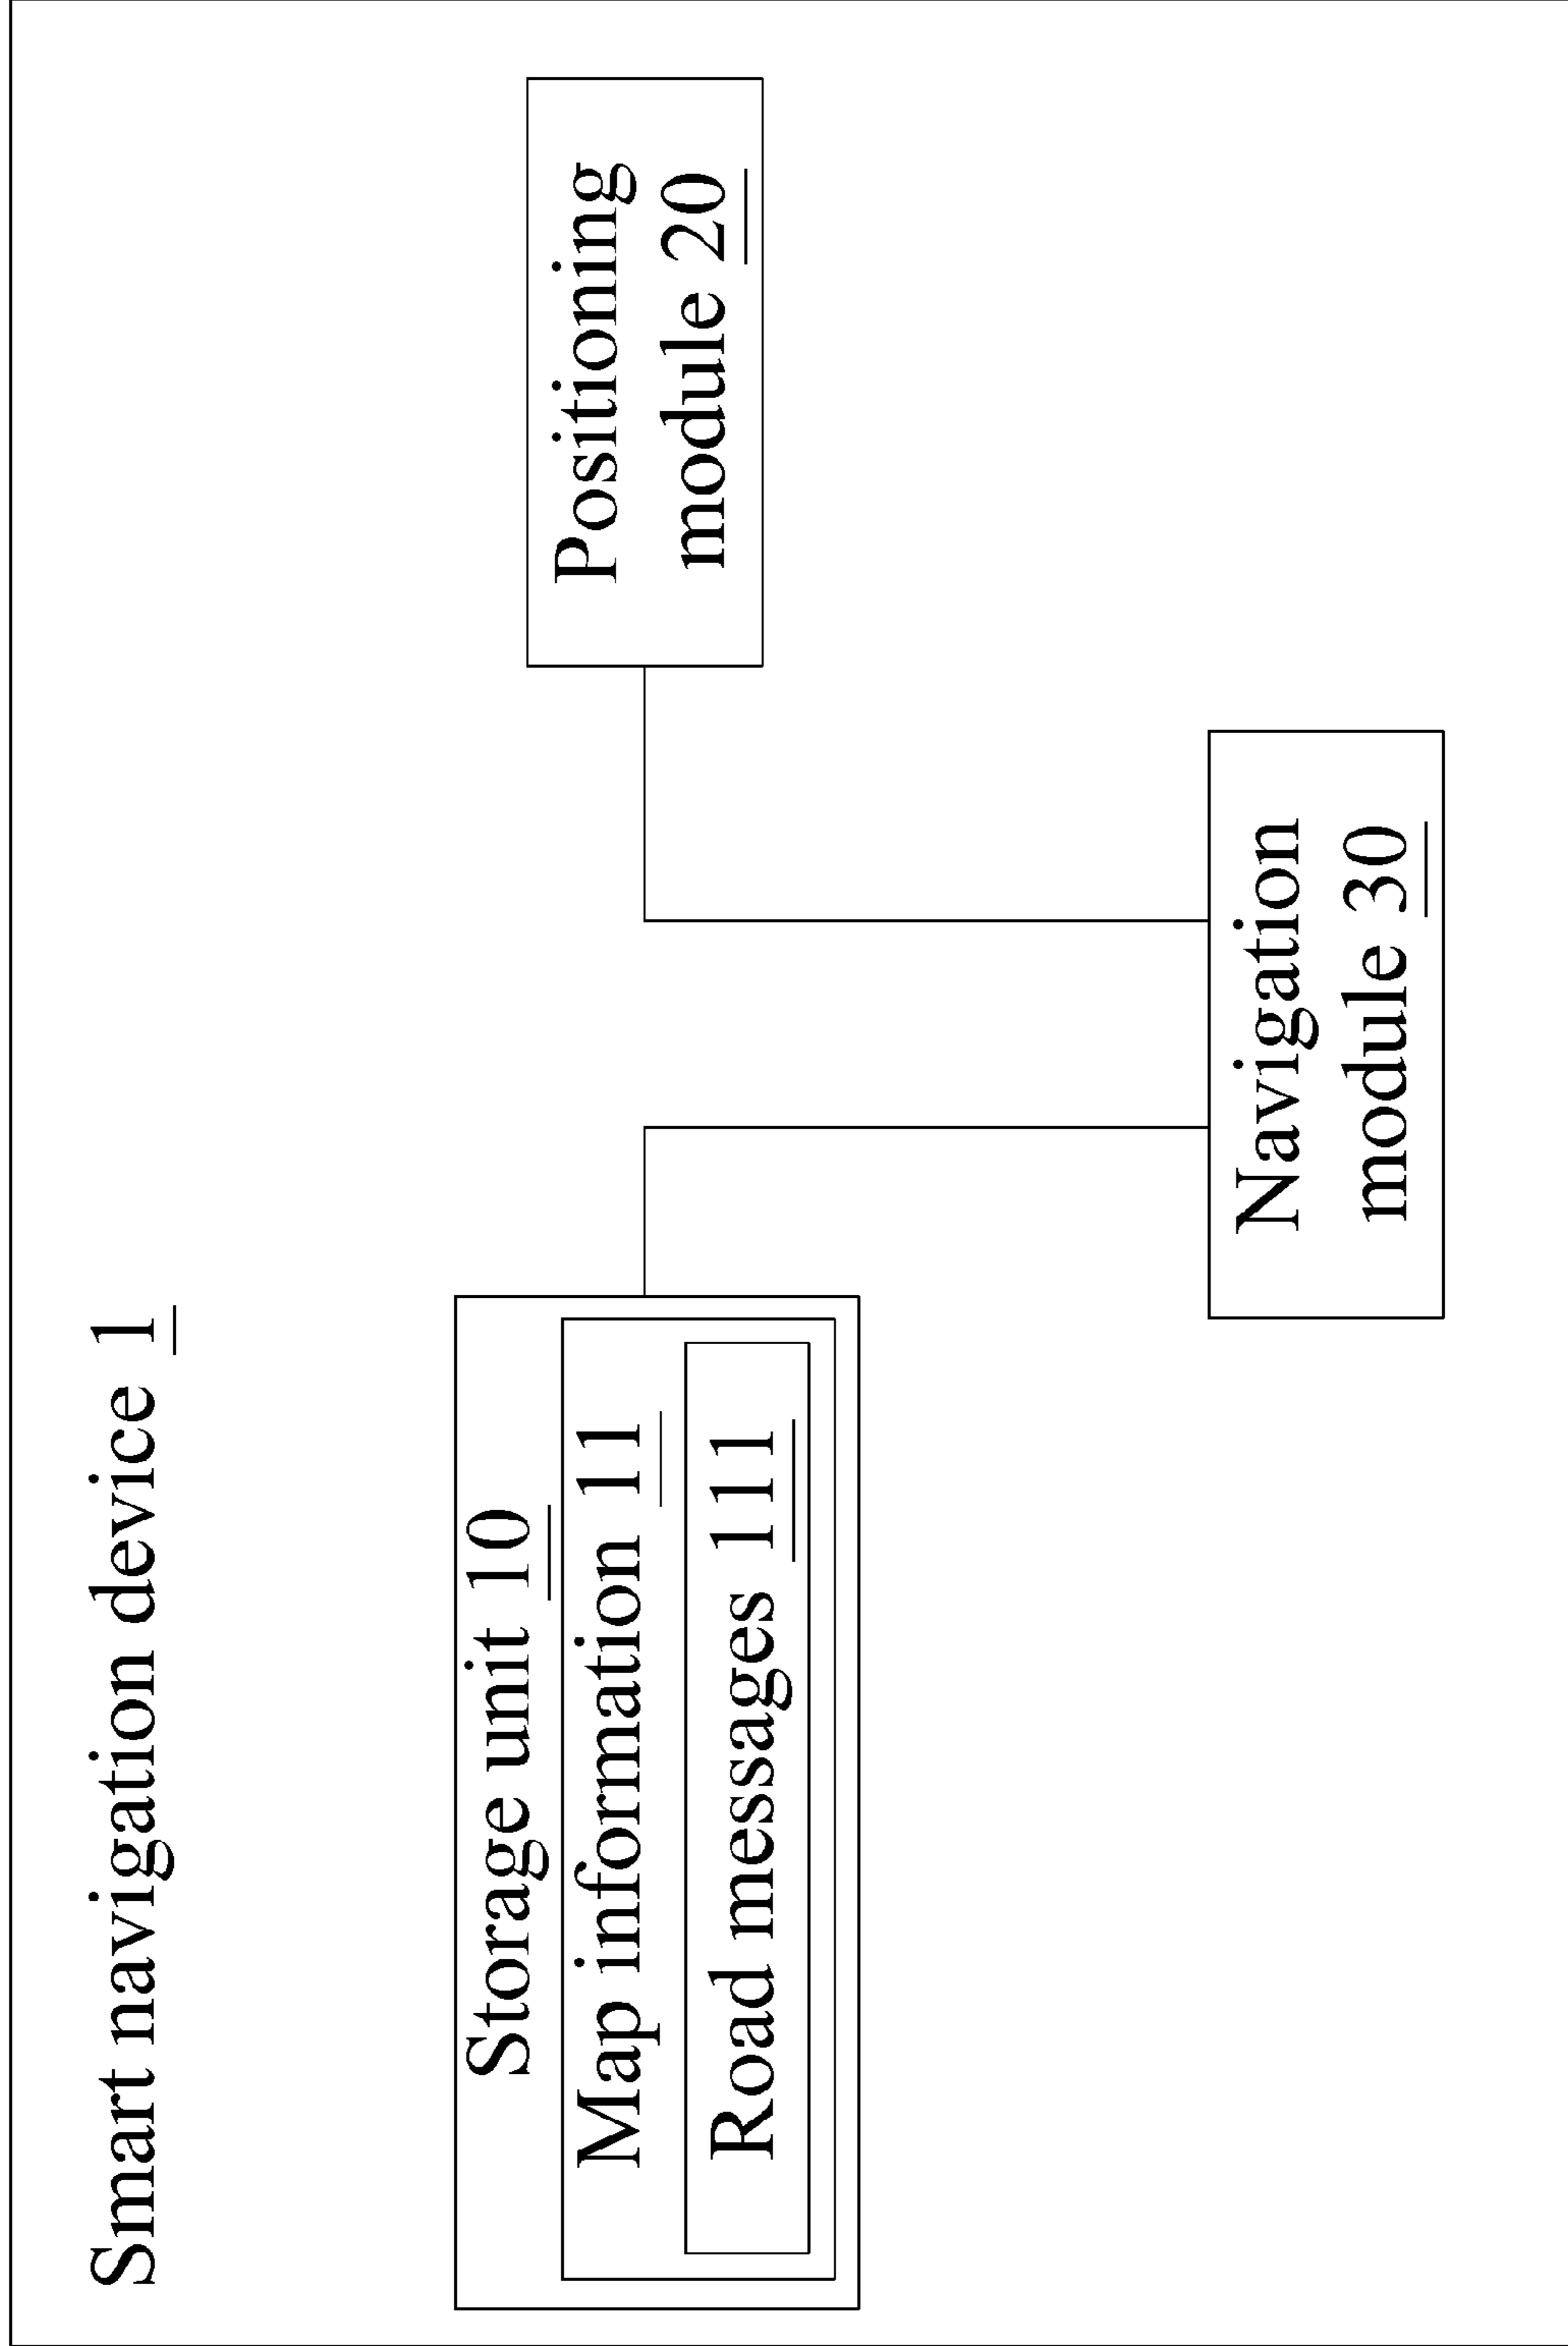 Smart navigation device 1
Storage unit 10
Map information 11
Road messages 111
Positioning
module 20
Navigation
module 30